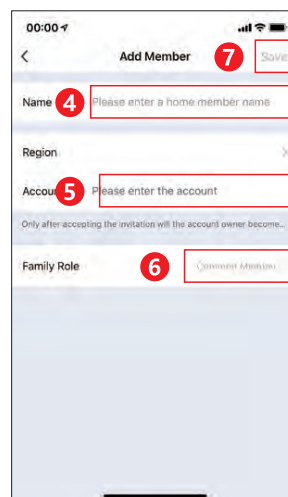 00:00
Add Member
7
Save
Name
4
Please enter a home member name
Region
Account
5
Please enter the account
Only after accepting the invitation will the account owner become...
Family Role
6
Common Member